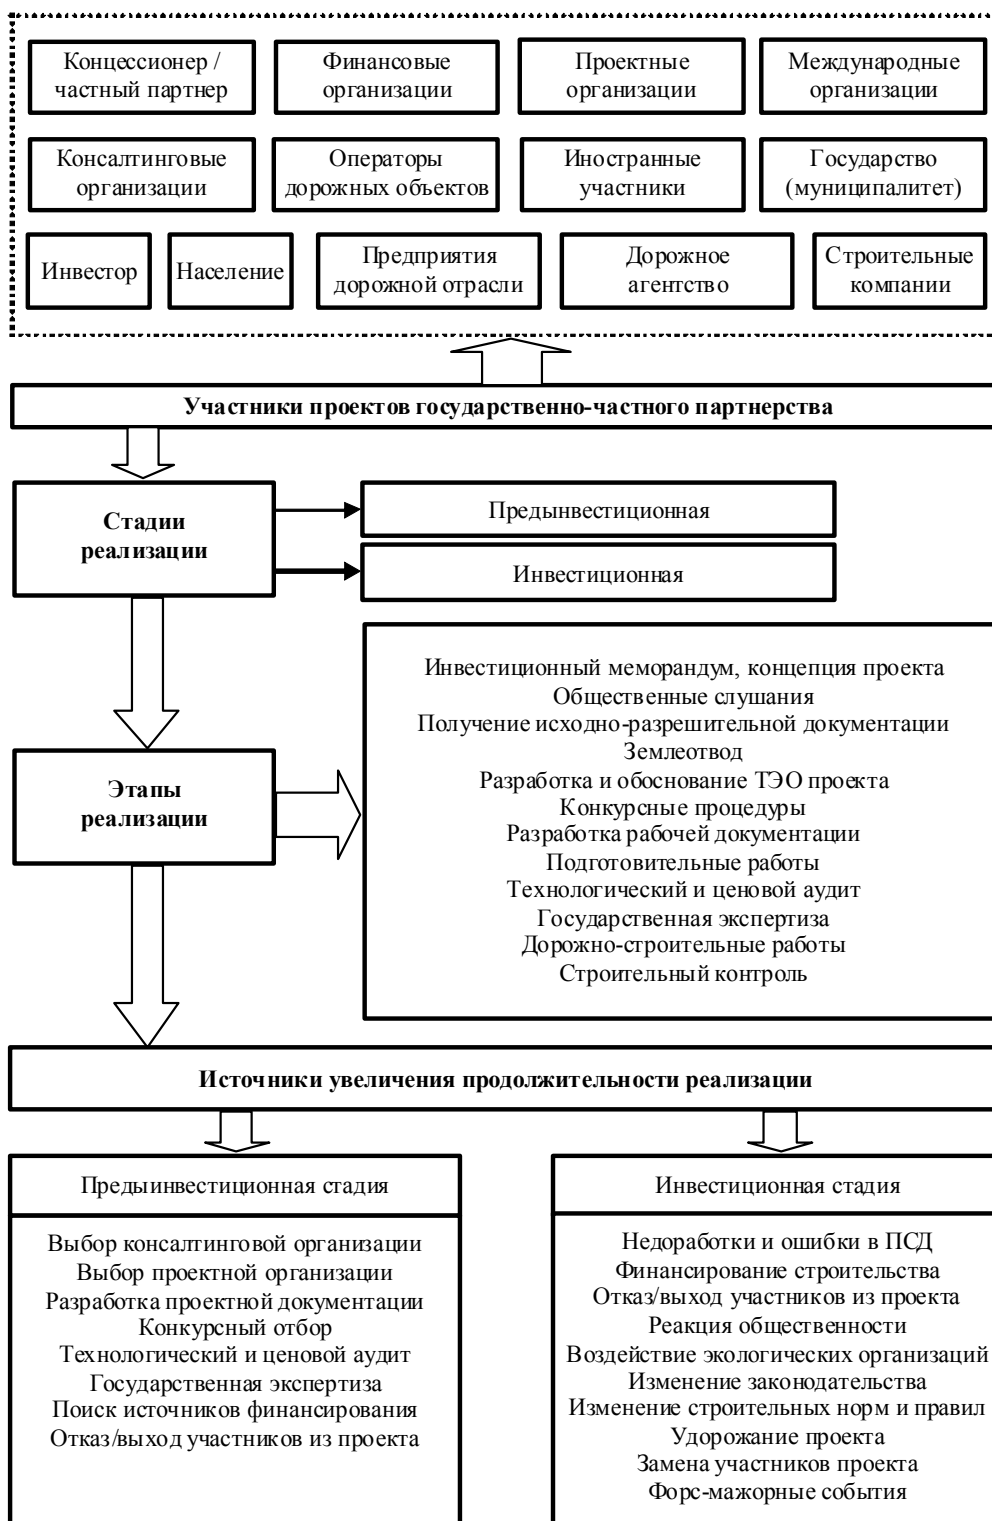 Концессионер /
частный партнер
Финансовые
организации
Проектные
организации
Международные
организации
Консалтинговые
организации
Операторы
дорожных объектов
Иностранные
участники
Государство
(муниципалитет)
Инвестор
Население
Предприятия
дорожной отрасли
Дорожное
агентство
Строительные
компании
Участники проектов государственно-частного партнерства
Стадии
реализации
Предынвестиционная
Инвестиционная
Этапы
реализации
Инвестиционный меморандум, концепция проекта
Общественные слушания
Получение исходно-разрешительной документации
Землеотвод
Разработка и обоснование ТЭО проекта
Конкурсные процедуры
Разработка рабочей документации
Подготовительные работы
Технологический и ценовой аудит
Государственная экспертиза
Дорожно-строительные работы
Строительный контроль
Источники увеличения продолжительности реализации
Предыинвестиционная стадия
Выбор консалтинговой организации
Выбор проектной организации
Разработка проектной документации
Конкурсный отбор
Технологический и ценовой аудит
Государственная экспертиза
Поиск источников финансирования
Отказ/выход участников из проекта
Инвестиционная стадия
Недоработки и ошибки в ПСД
Финансирование строительства
Отказ/выход участников из проекта
Реакция общественности
Воздействие экологических организаций
Изменение законодательства
Изменение строительных норм и правил
Удорожание проекта
Замена участников проекта
Форс-мажорные события